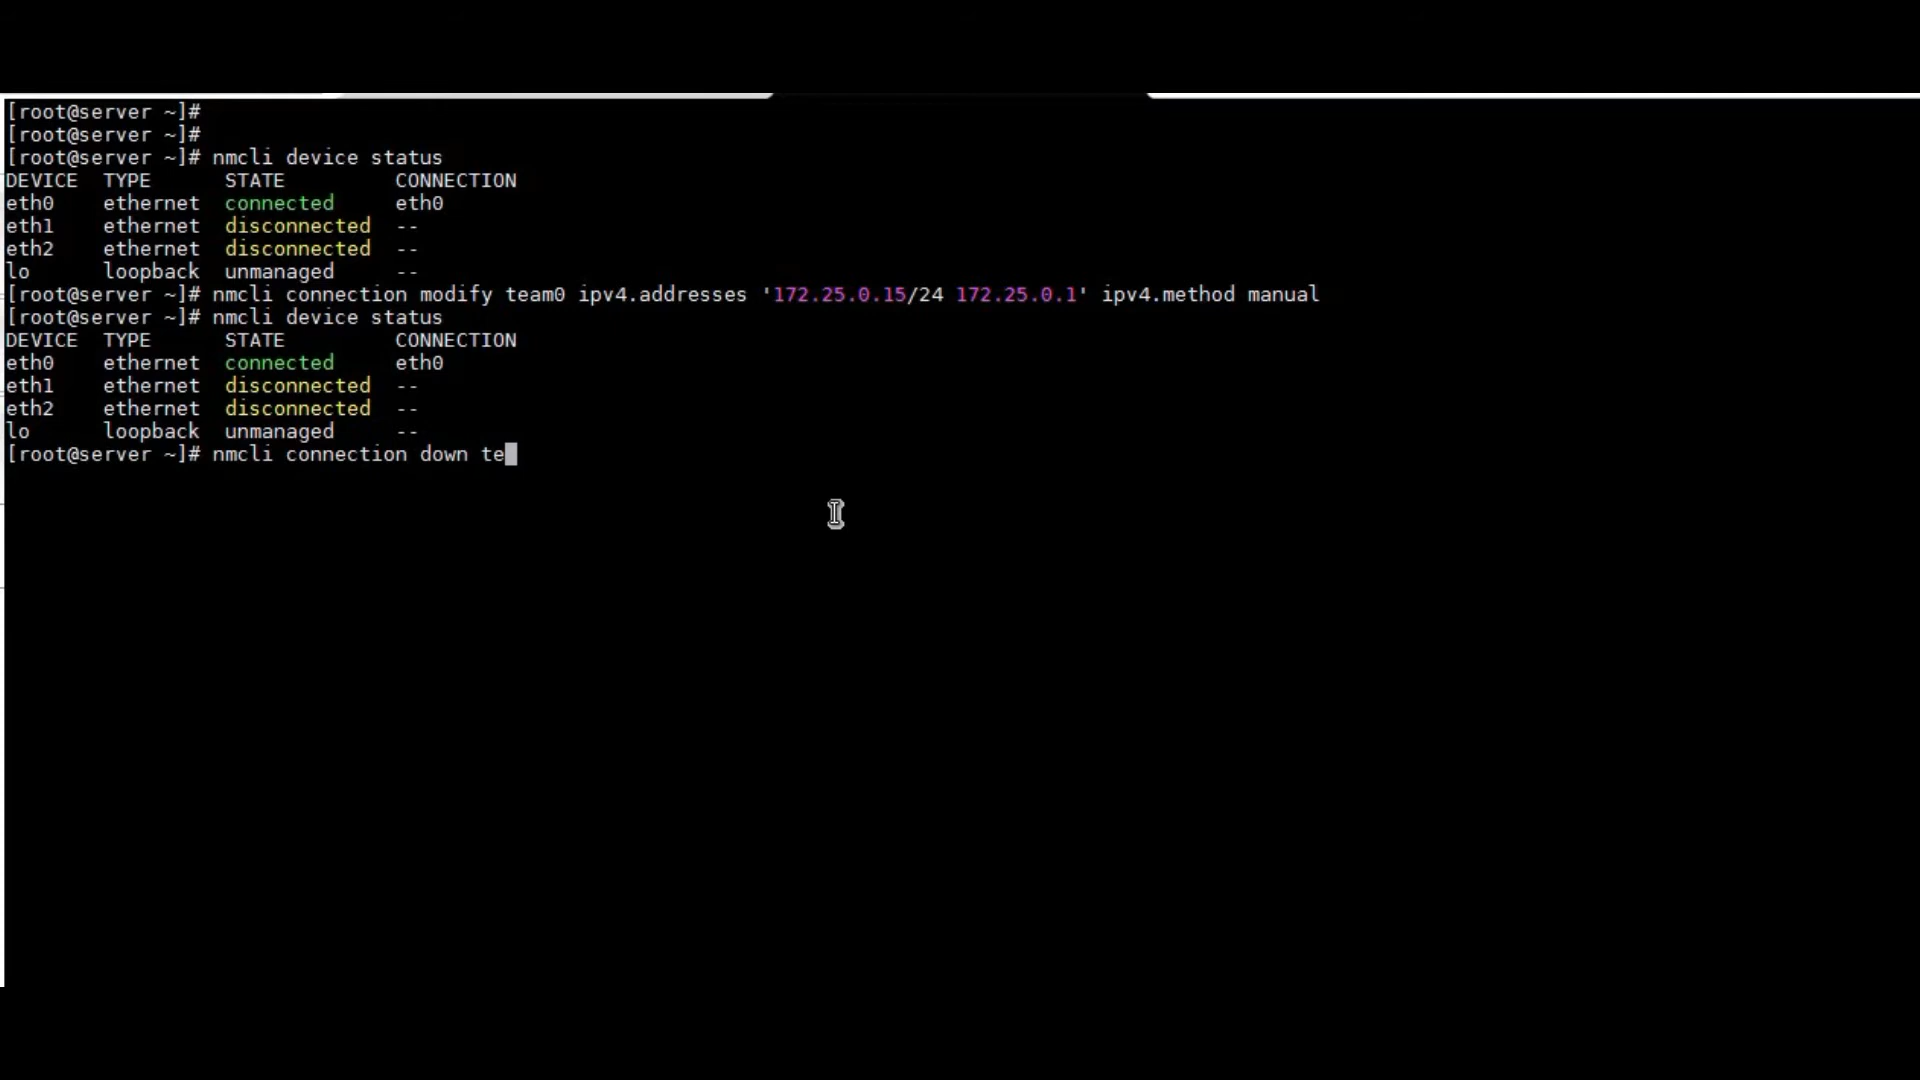 [root@server ~]#
[root@server ~]#
[root@server ~]# nmcli device status
DEVICE  TYPE      STATE         CONNECTION
eth0    ethernet  connected     eth0
eth1    ethernet  disconnected  --
eth2    ethernet  disconnected  --
lo      loopback  unmanaged     --
[root@server ~]# nmcli connection modify team0 ipv4.addresses '172.25.0.15/24 172.25.0.1' ipv4.method manual
[root@server ~]# nmcli device status
DEVICE  TYPE      STATE         CONNECTION
eth0    ethernet  connected     eth0
eth1    ethernet  disconnected  --
eth2    ethernet  disconnected  --
lo      loopback  unmanaged     --
[root@server ~]# nmcli connection down te